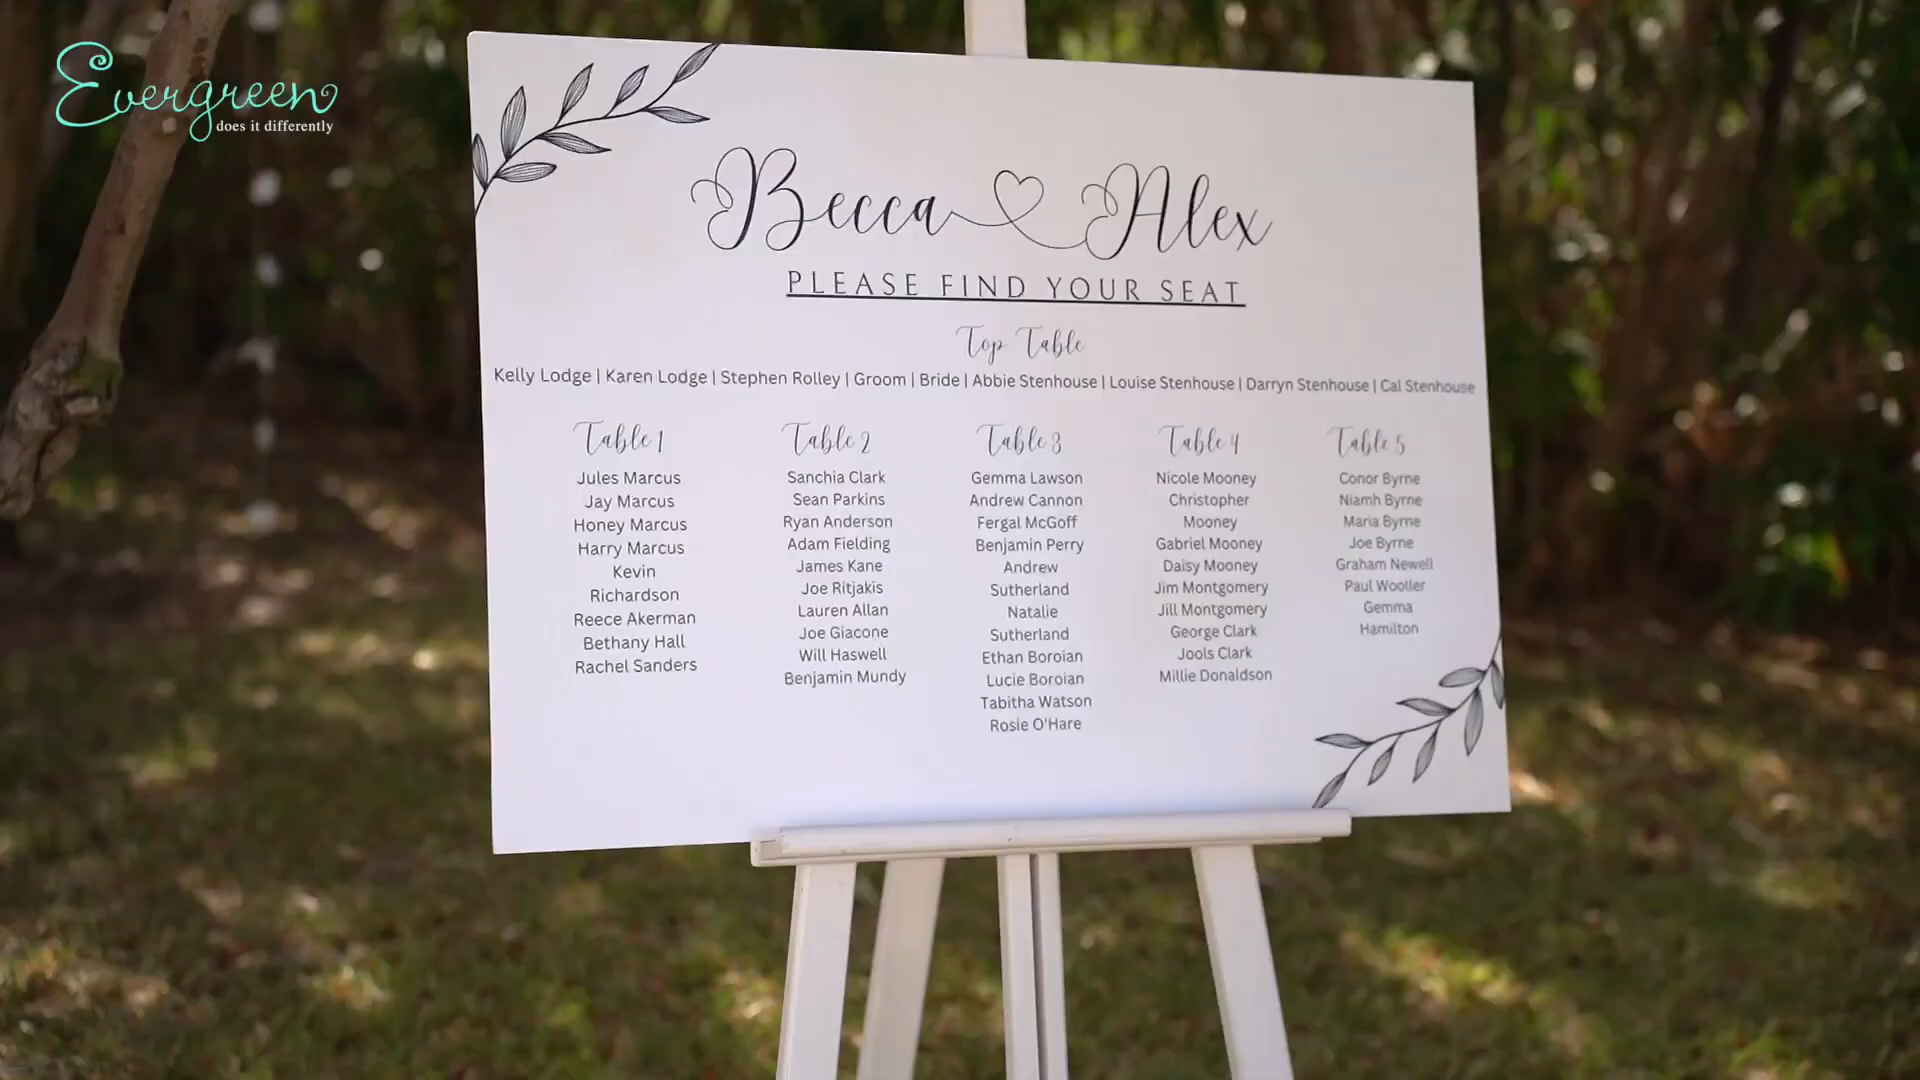 Evergreen
does it differently
Becca Alex
PLEASE FIND YOUR SEAT
Top Table
Kelly Lodge | Karen Lodge | Stephen Rolley | Groom | Bride | Abbie Stenhouse | Louise Stenhouse | Darryn Stenhouse | Cal Stenhouse
Table 1
Jules Marcus
Jay Marcus
Honey Marcus
Harry Marcus
Kevin
Richardson
Reece Akerman
Bethany Hall
Rachel Sanders
Table 2
Sanchia Clark
Sean Parkins
Ryan Anderson
Adam Fielding
James Kane
Joe Ritjakis
Lauren Allan
Joe Giacone
Will Haswell
Benjamin Mundy
Table 3
Gemma Lawson
Andrew Cannon
Fergal McGoff
Benjamin Perry
Andrew
Sutherland
Natalie
Sutherland
Ethan Boroian
Lucie Boroian
Tabitha Watson
Rosie O'Hare
Table 4
Nicole Mooney
Christopher
Mooney
Gabriel Mooney
Daisy Mooney
Jim Montgomery
Jill Montgomery
George Clark
Jools Clark
Millie Donaldson
Table 5
Conor Byrne
Niamh Byrne
Maria Byrne
Joe Byrne
Graham Newell
Paul Wooller
Gemma
Hamilton